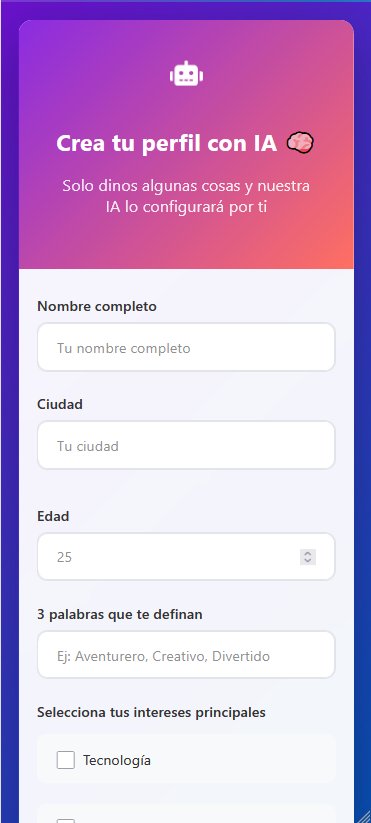 Crea tu perfil con IA 🧠
Solo dinos algunas cosas y nuestra
IA lo configurará por ti
Nombre completo
Tu nombre completo
Ciudad
Tu ciudad
Edad
25
3 palabras que te definan
Ej: Aventurero, Creativo, Divertido
Selecciona tus intereses principales
Tecnología